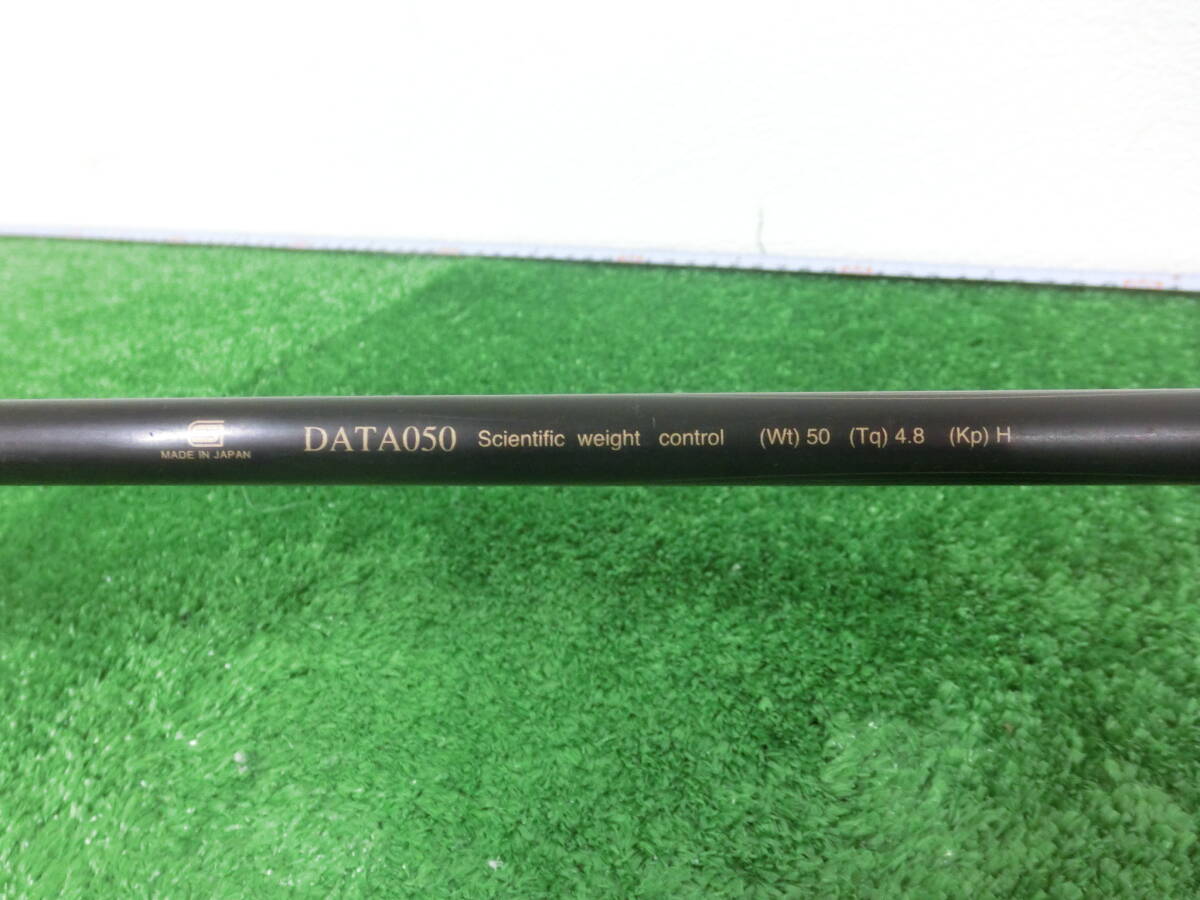 MADE IN JAPAN
DATA050 Scientific weight control (Wt) 50 (Tq) 4.8 (Kp) H